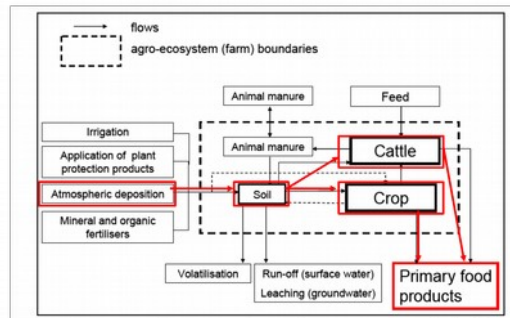 flows
agro-ecosystem (farm) boundaries
Animal manure
Feed
Irrigation
Application of plant
protection products
Atmospheric deposition
Mineral and organic
fertilisers
Animal manure
Cattle
Soil
Crop
Volatilisation
Run-off (surface water)
Leaching (groundwater)
Primary food
products